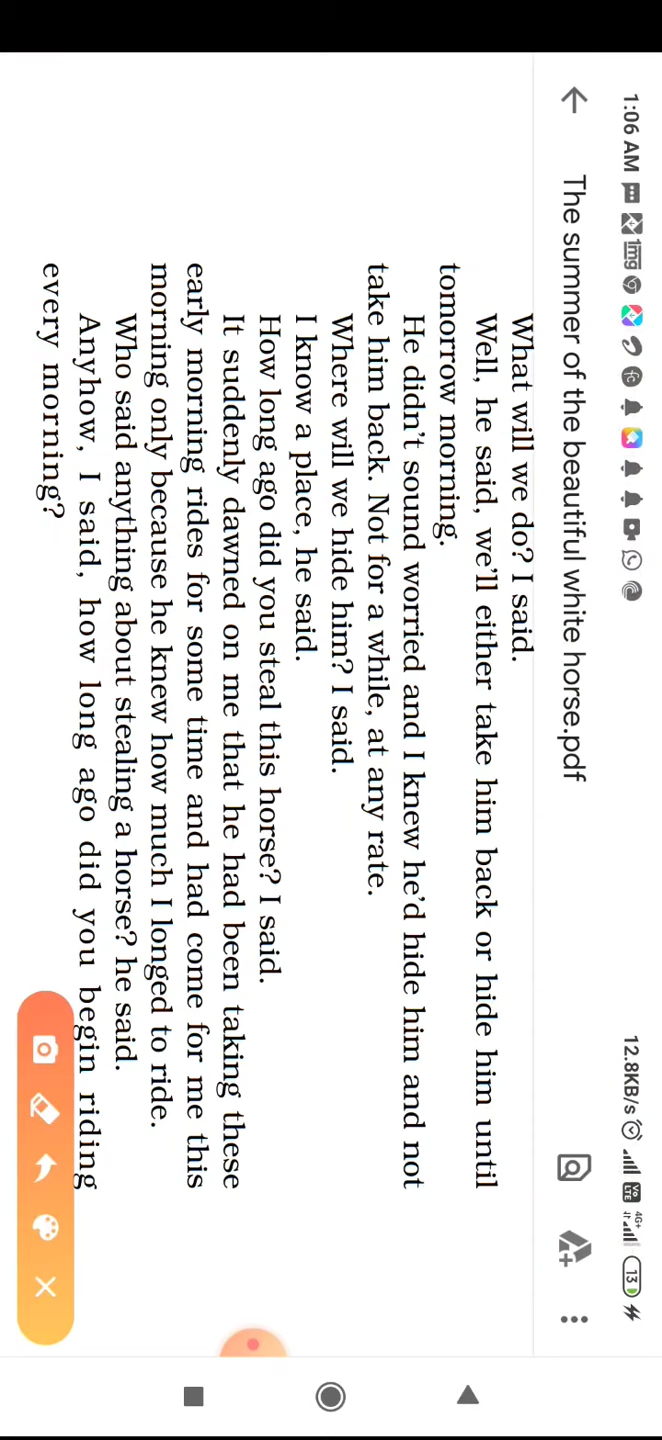 1:06 AM
12.8KB/s
4G+
13
The summer of the beautiful white horse.pdf
What will we do? I said.
Well, he said, we'll either take him back or hide him until
tomorrow morning.
He didn't sound worried and I knew he'd hide him and not
take him back. Not for a while, at any rate.
Where will we hide him? I said.
I know a place, he said.
How long ago did you steal this horse? I said.
It suddenly dawned on me that he had been taking these
early morning rides for some time and had come for me this
morning only because he knew how much I longed to ride.
Who said anything about stealing a horse? he said.
Anyhow, I said, how long ago did you begin riding
every morning?